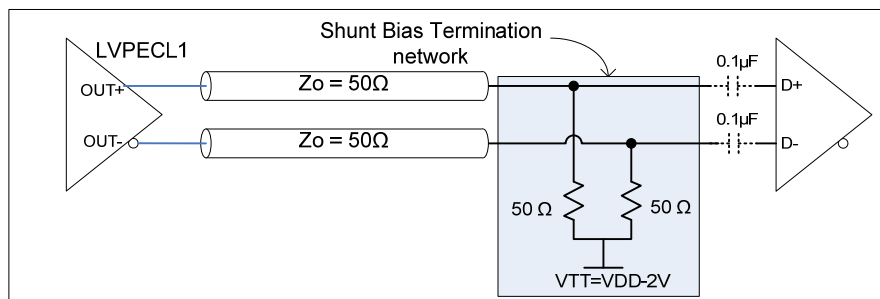 Shunt Bias Termination
network
LVPECL1
0.1µF
OUT+
Zo = 50Ω
D+
0.1µF
OUT-
Zo = 50Ω
D-
50 Ω
50 Ω
VTT=VDD-2V